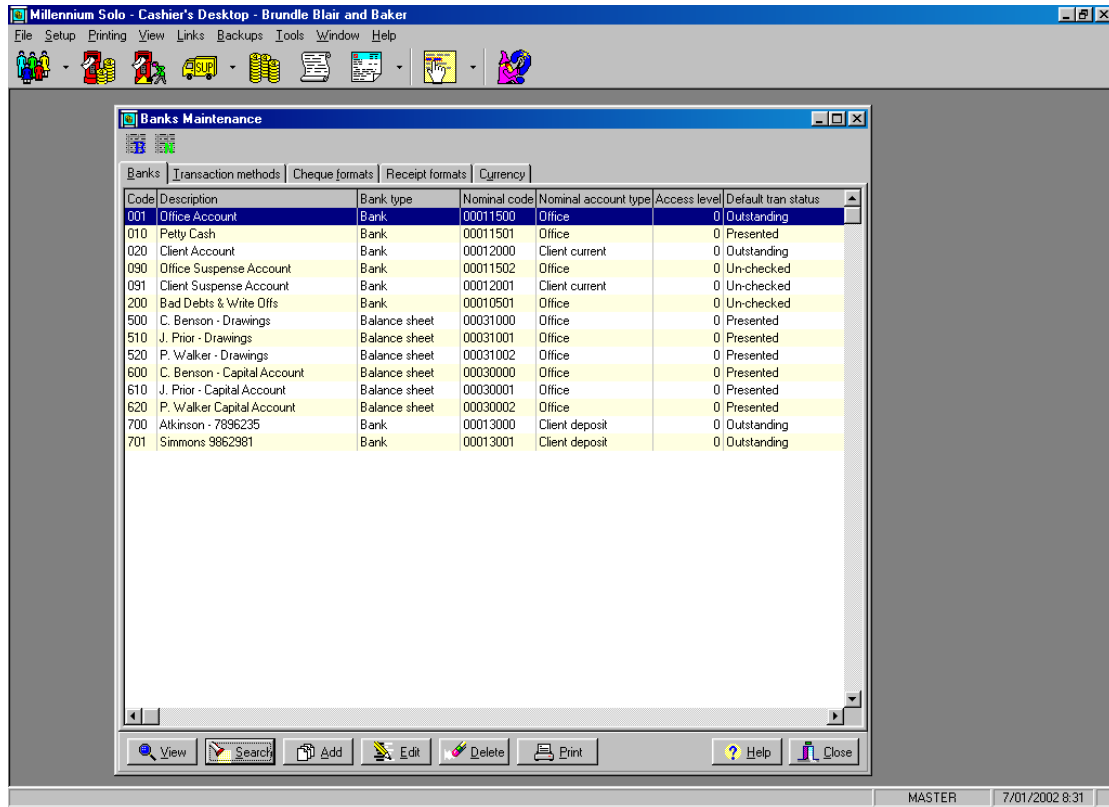 Millennium Solo - Cashier's Desktop - Brundle Blair and Baker
File Setup Printing View Links Backups Tools Window Help
SUP
Banks Maintenance
B
Banks Transaction methods Cheque formats Receipt formats Currency
Code Description Bank type Nominal code Nominal account type Access level Default tran status
001 Office Account Bank 00011500 Office 0 Outstanding
010 Petty Cash Bank 00011501 Office 0 Presented
020 Client Account Bank 00012000 Client current 0 Outstanding
090 Office Suspense Account Bank 00011502 Office 0 Un-checked
091 Client Suspense Account Bank 00012001 Client current 0 Un-checked
200 Bad Debts & Write Offs Bank 00010501 Office 0 Un-checked
500 C. Benson - Drawings Balance sheet 00031000 Office 0 Presented
510 J. Prior - Drawings Balance sheet 00031001 Office 0 Presented
520 P. Walker - Drawings Balance sheet 00031002 Office 0 Presented
600 C. Benson - Capital Account Balance sheet 00030000 Office 0 Presented
610 J. Prior - Capital Account Balance sheet 00030001 Office 0 Presented
620 P. Walker Capital Account Balance sheet 00030002 Office 0 Presented
700 Atkinson - 7896235 Bank 00013000 Client deposit 0 Outstanding
701 Simmons 9862981 Bank 00013001 Client deposit 0 Outstanding
View Search Add Edit Delete Print Help Close
MASTER 7/01/2002 8:31